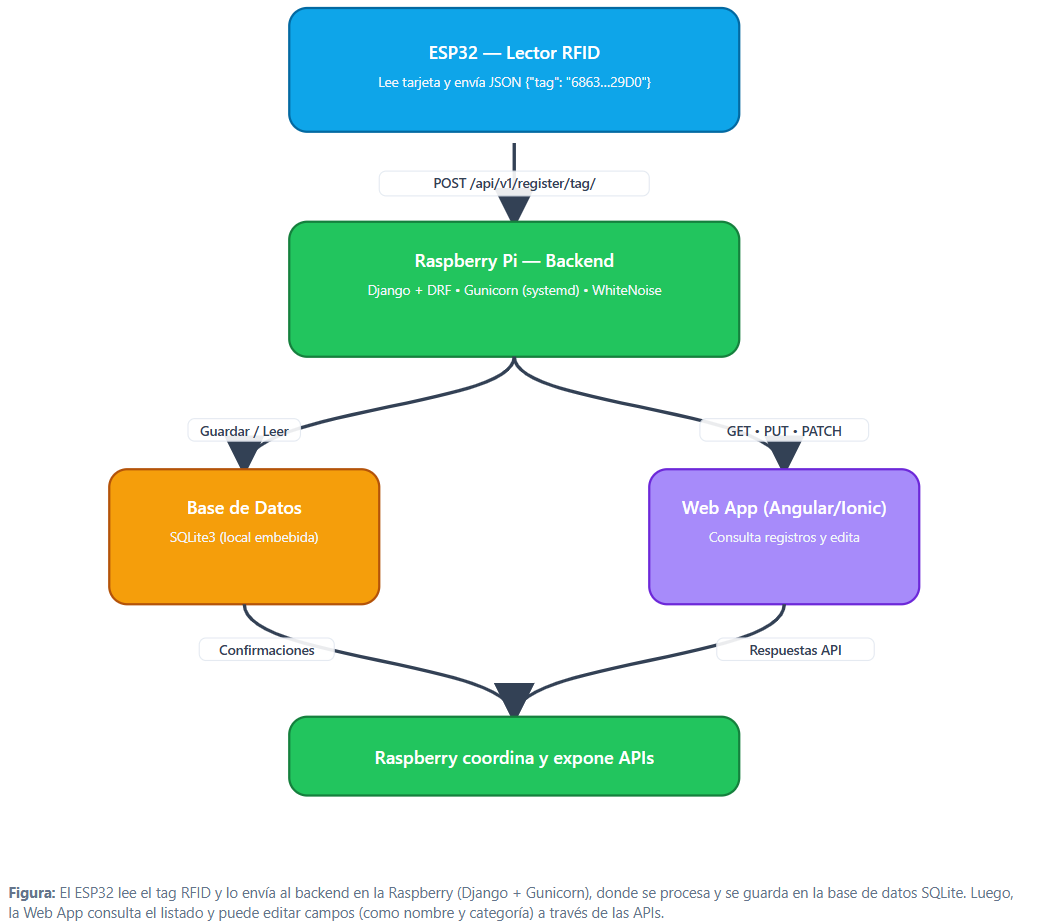 ESP32 — Lector RFID
Lee tarjeta y envía JSON {"tag": "6863...29D0"}
POST /api/v1/register/tag/
Raspberry Pi — Backend
Django + DRF • Gunicorn (systemd) • WhiteNoise
Guardar / Leer
GET • PUT • PATCH
Base de Datos
SQLite3 (local embebida)
Web App (Angular/Ionic)
Consulta registros y edita
Confirmaciones
Respuestas API
Raspberry coordina y expone APIs
Figura: El ESP32 lee el tag RFID y lo envía al backend en la Raspberry (Django + Gunicorn), donde se procesa y se guarda en la base de datos SQLite. Luego,
la Web App consulta el listado y puede editar campos (como nombre y categoría) a través de las APIs.